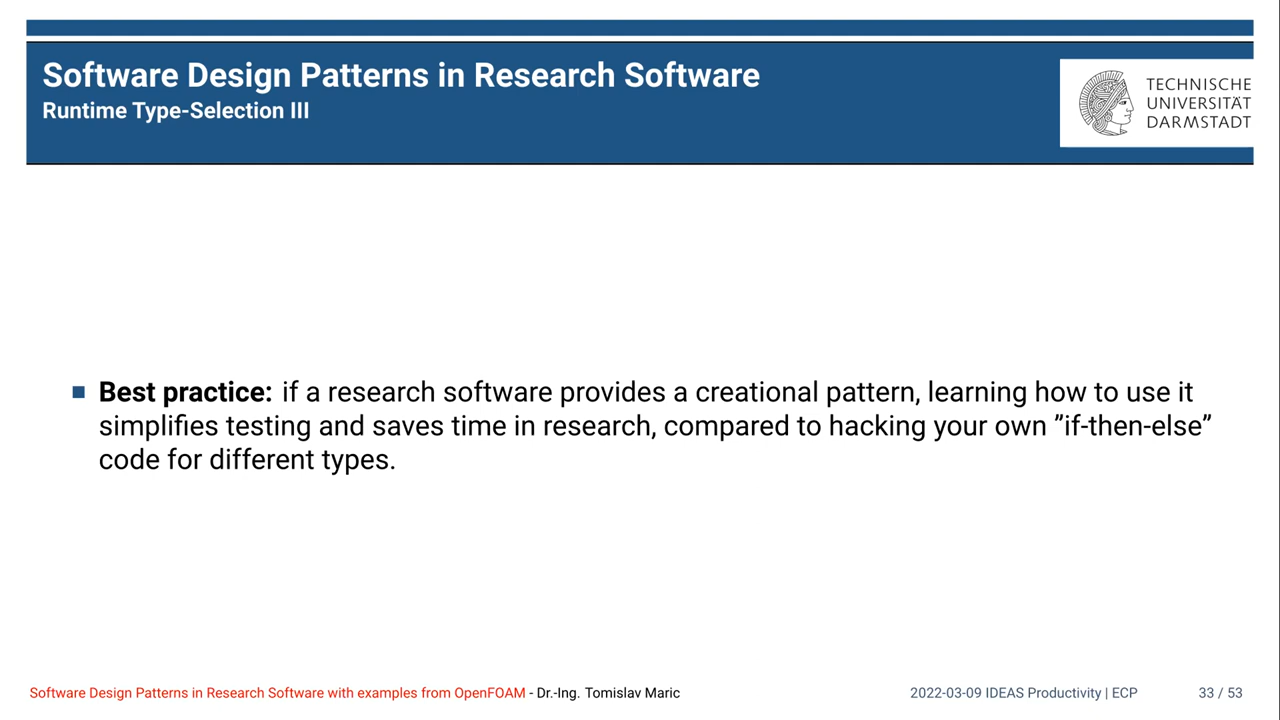 Software Design Patterns in Research Software
Runtime Type-Selection III
TECHNISCHE
UNIVERSITÄT
DARMSTADT
Best practice: if a research software provides a creational pattern, learning how to use it
simplifies testing and saves time in research, compared to hacking your own ”if-then-else”
code for different types.
Software Design Patterns in Research Software with examples from OpenFOAM - Dr.-Ing. Tomislav Maric
2022-03-09 IDEAS Productivity | ECP
33 / 53